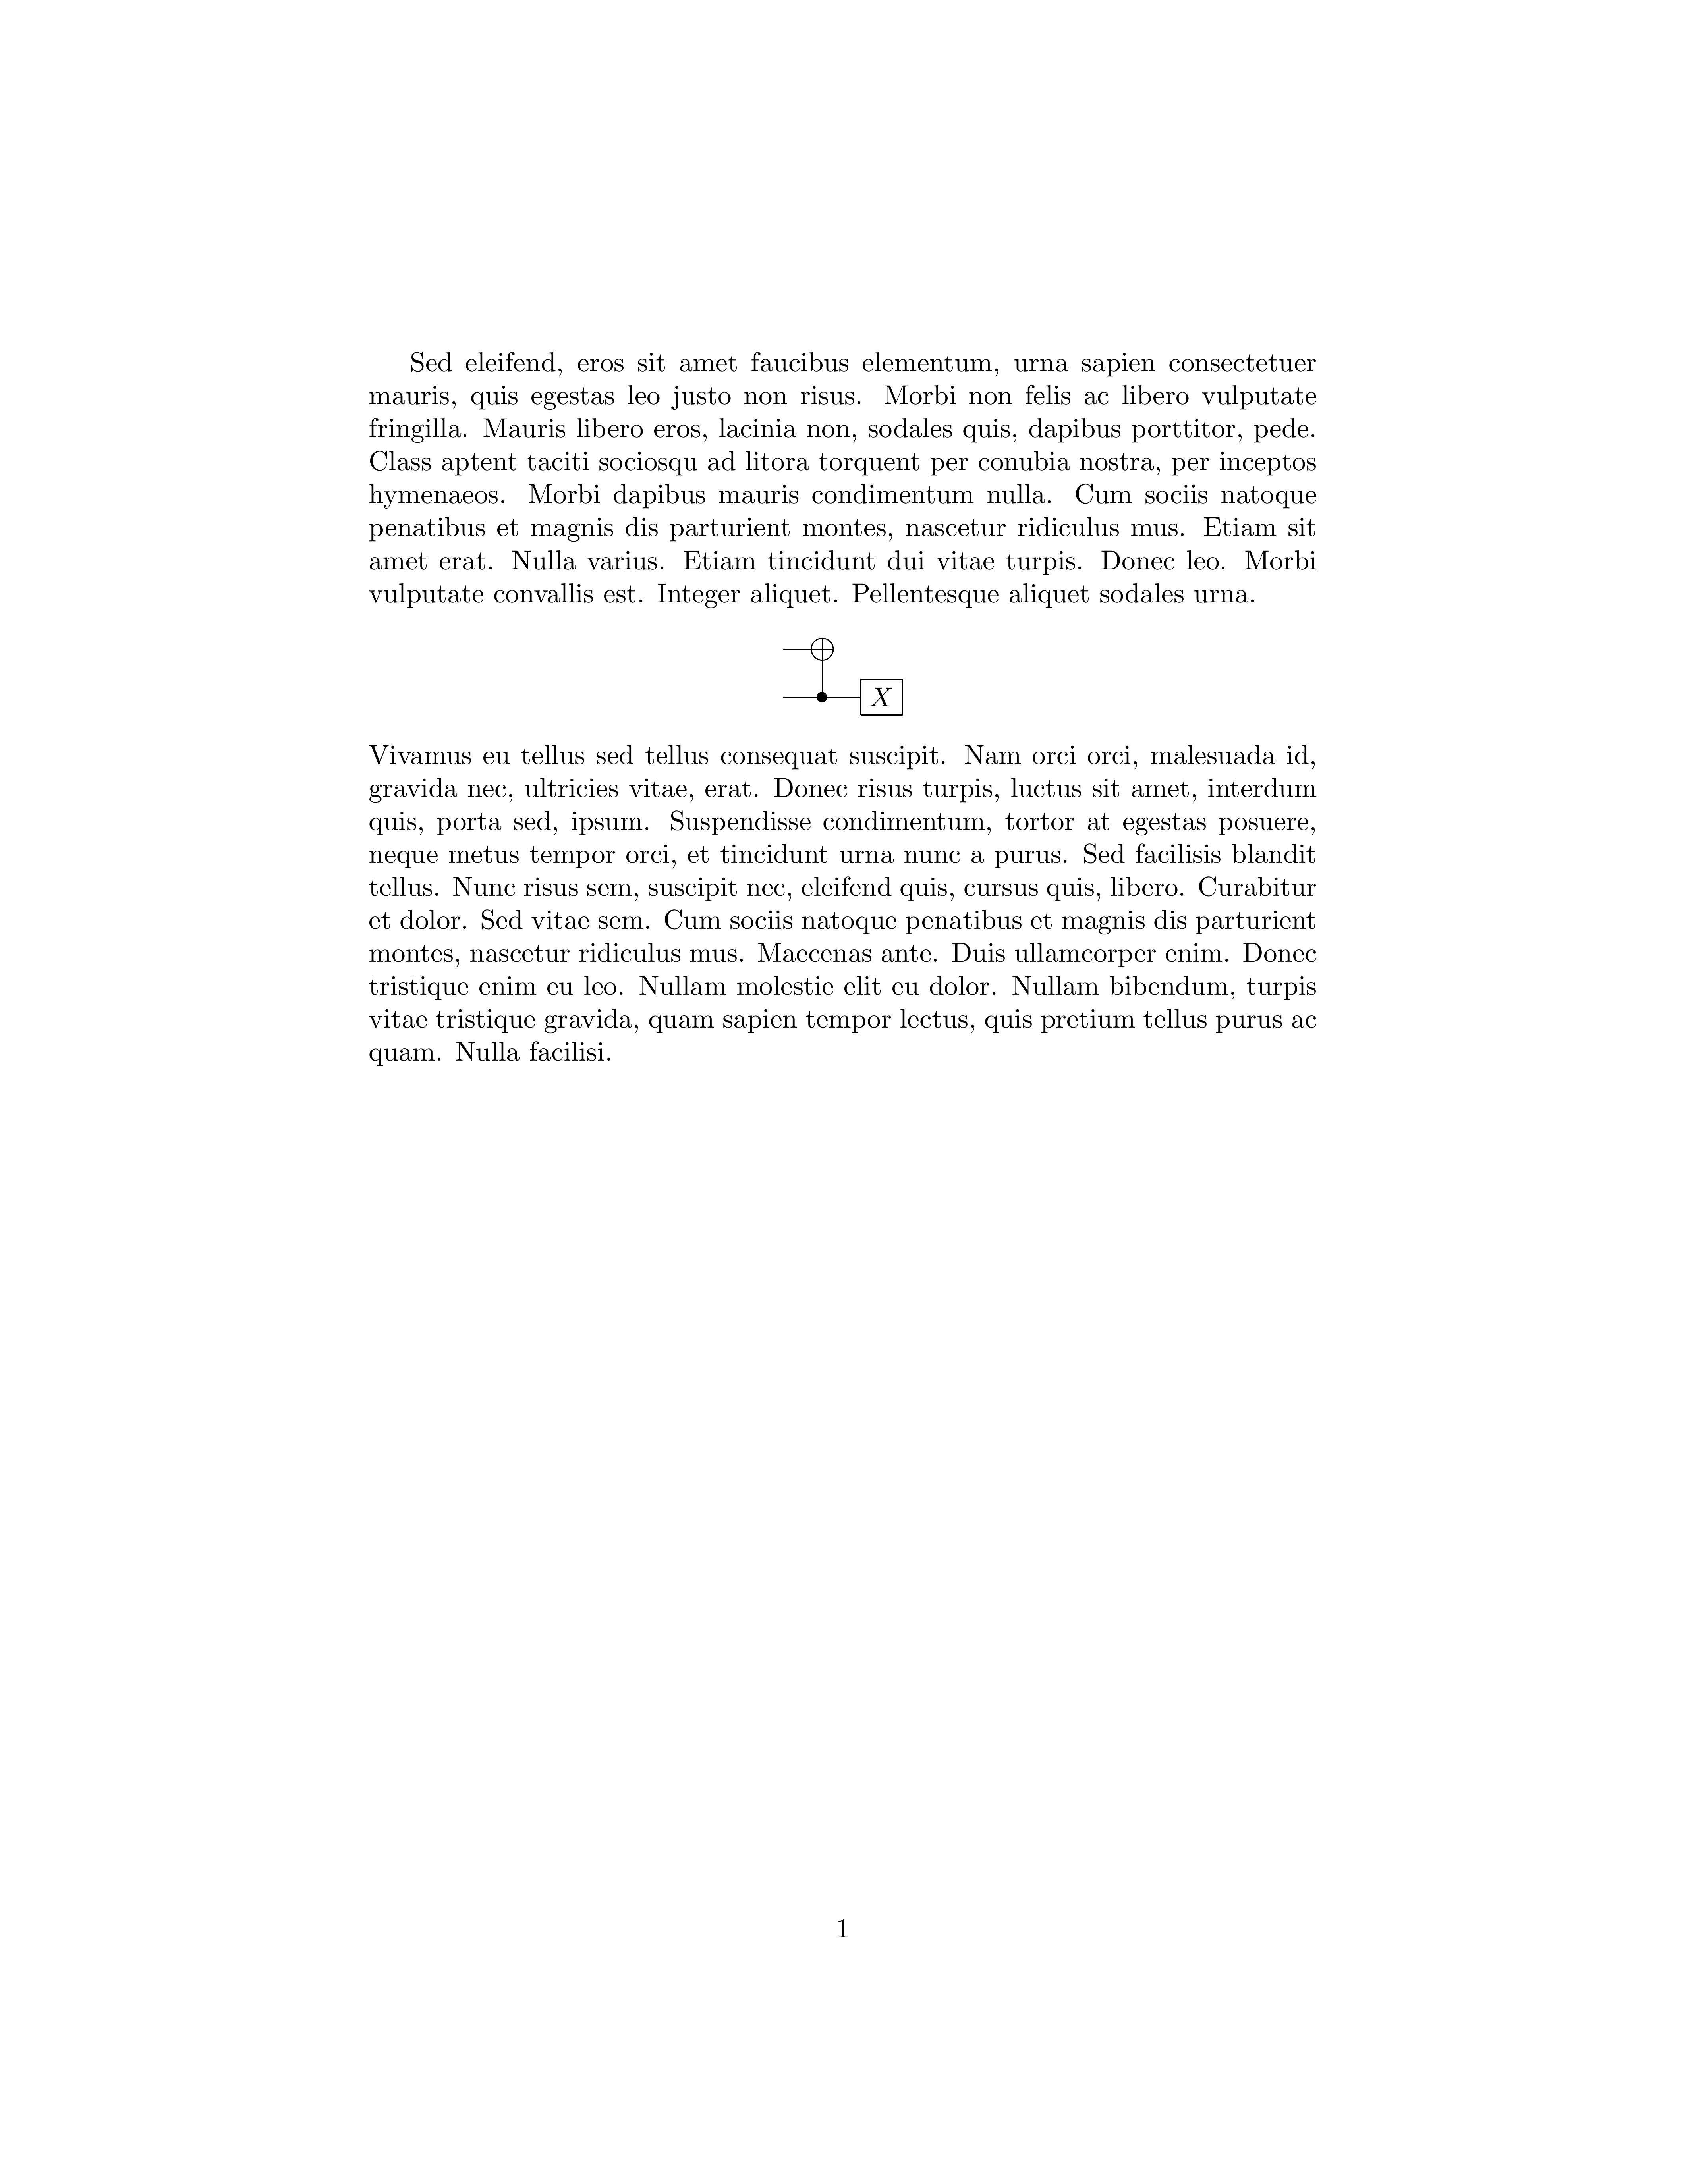 Sed eleifend, eros sit amet faucibus elementum, urna sapien consectetuer
mauris, quis egestas leo justo non risus. Morbi non felis ac libero vulputate
fringilla. Mauris libero eros, lacinia non, sodales quis, dapibus porttitor, pede.
Class aptent taciti sociosqu ad litora torquent per conubia nostra, per inceptos
hymenaeos. Morbi dapibus mauris condimentum nulla. Cum sociis natoque
penatibus et magnis dis parturient montes, nascetur ridiculus mus. Etiam sit
amet erat. Nulla varius. Etiam tincidunt dui vitae turpis. Donec leo. Morbi
vulputate convallis est. Integer aliquet. Pellentesque aliquet sodales urna.
X
Vivamus eu tellus sed tellus consequat suscipit. Nam orci orci, malesuada id,
gravida nec, ultricies vitae, erat. Donec risus turpis, luctus sit amet, interdum
quis, porta sed, ipsum. Suspendisse condimentum, tortor at egestas posuere,
neque metus tempor orci, et tincidunt urna nunc a purus. Sed facilisis blandit
tellus. Nunc risus sem, suscipit nec, eleifend quis, cursus quis, libero. Curabitur
et dolor. Sed vitae sem. Cum sociis natoque penatibus et magnis dis parturient
montes, nascetur ridiculus mus. Maecenas ante. Duis ullamcorper enim. Donec
tristique enim eu leo. Nullam molestie elit eu dolor. Nullam bibendum, turpis
vitae tristique gravida, quam sapien tempor lectus, quis pretium tellus purus ac
quam. Nulla facilisi.
1